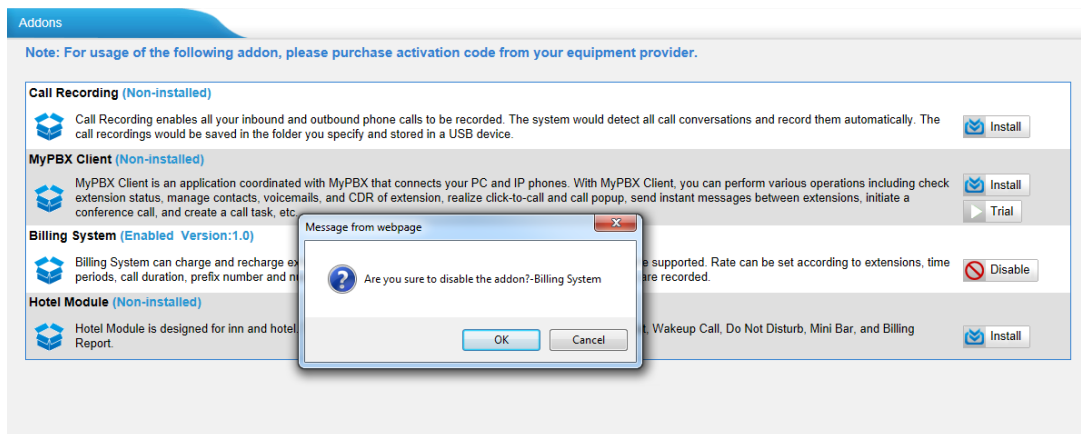 Addons
Note: For usage of the following addon, please purchase activation code from your equipment provider.
Call Recording (Non-installed)
Call Recording enables all your inbound and outbound phone calls to be recorded. The system would detect all call conversations and record them automatically. The
call recordings would be saved in the folder you specify and stored in a USB device.
Install
MyPBX Client (Non-installed)
MyPBX Client is an application coordinated with MyPBX that connects your PC and IP phones. With MyPBX Client, you can perform various operations including check
extension status, manage contacts, voicemails, and CDR of extension, realize click-to-call and call popup, send instant messages between extensions, initiate a
conference call, and create a call task, etc.
Install
Trial
Billing System (Enabled Version:1.0)
Billing System can charge and recharge ex
e supported. Rate can be set according to extensions, time
periods, call duration, prefix number and n
are recorded.
Disable
Message from webpage
Are you sure to disable the addon?-Billing System
OK
Cancel
Hotel Module (Non-installed)
Hotel Module is designed for inn and hotel,
, Wakeup Call, Do Not Disturb, Mini Bar, and Billing
Report.
Install